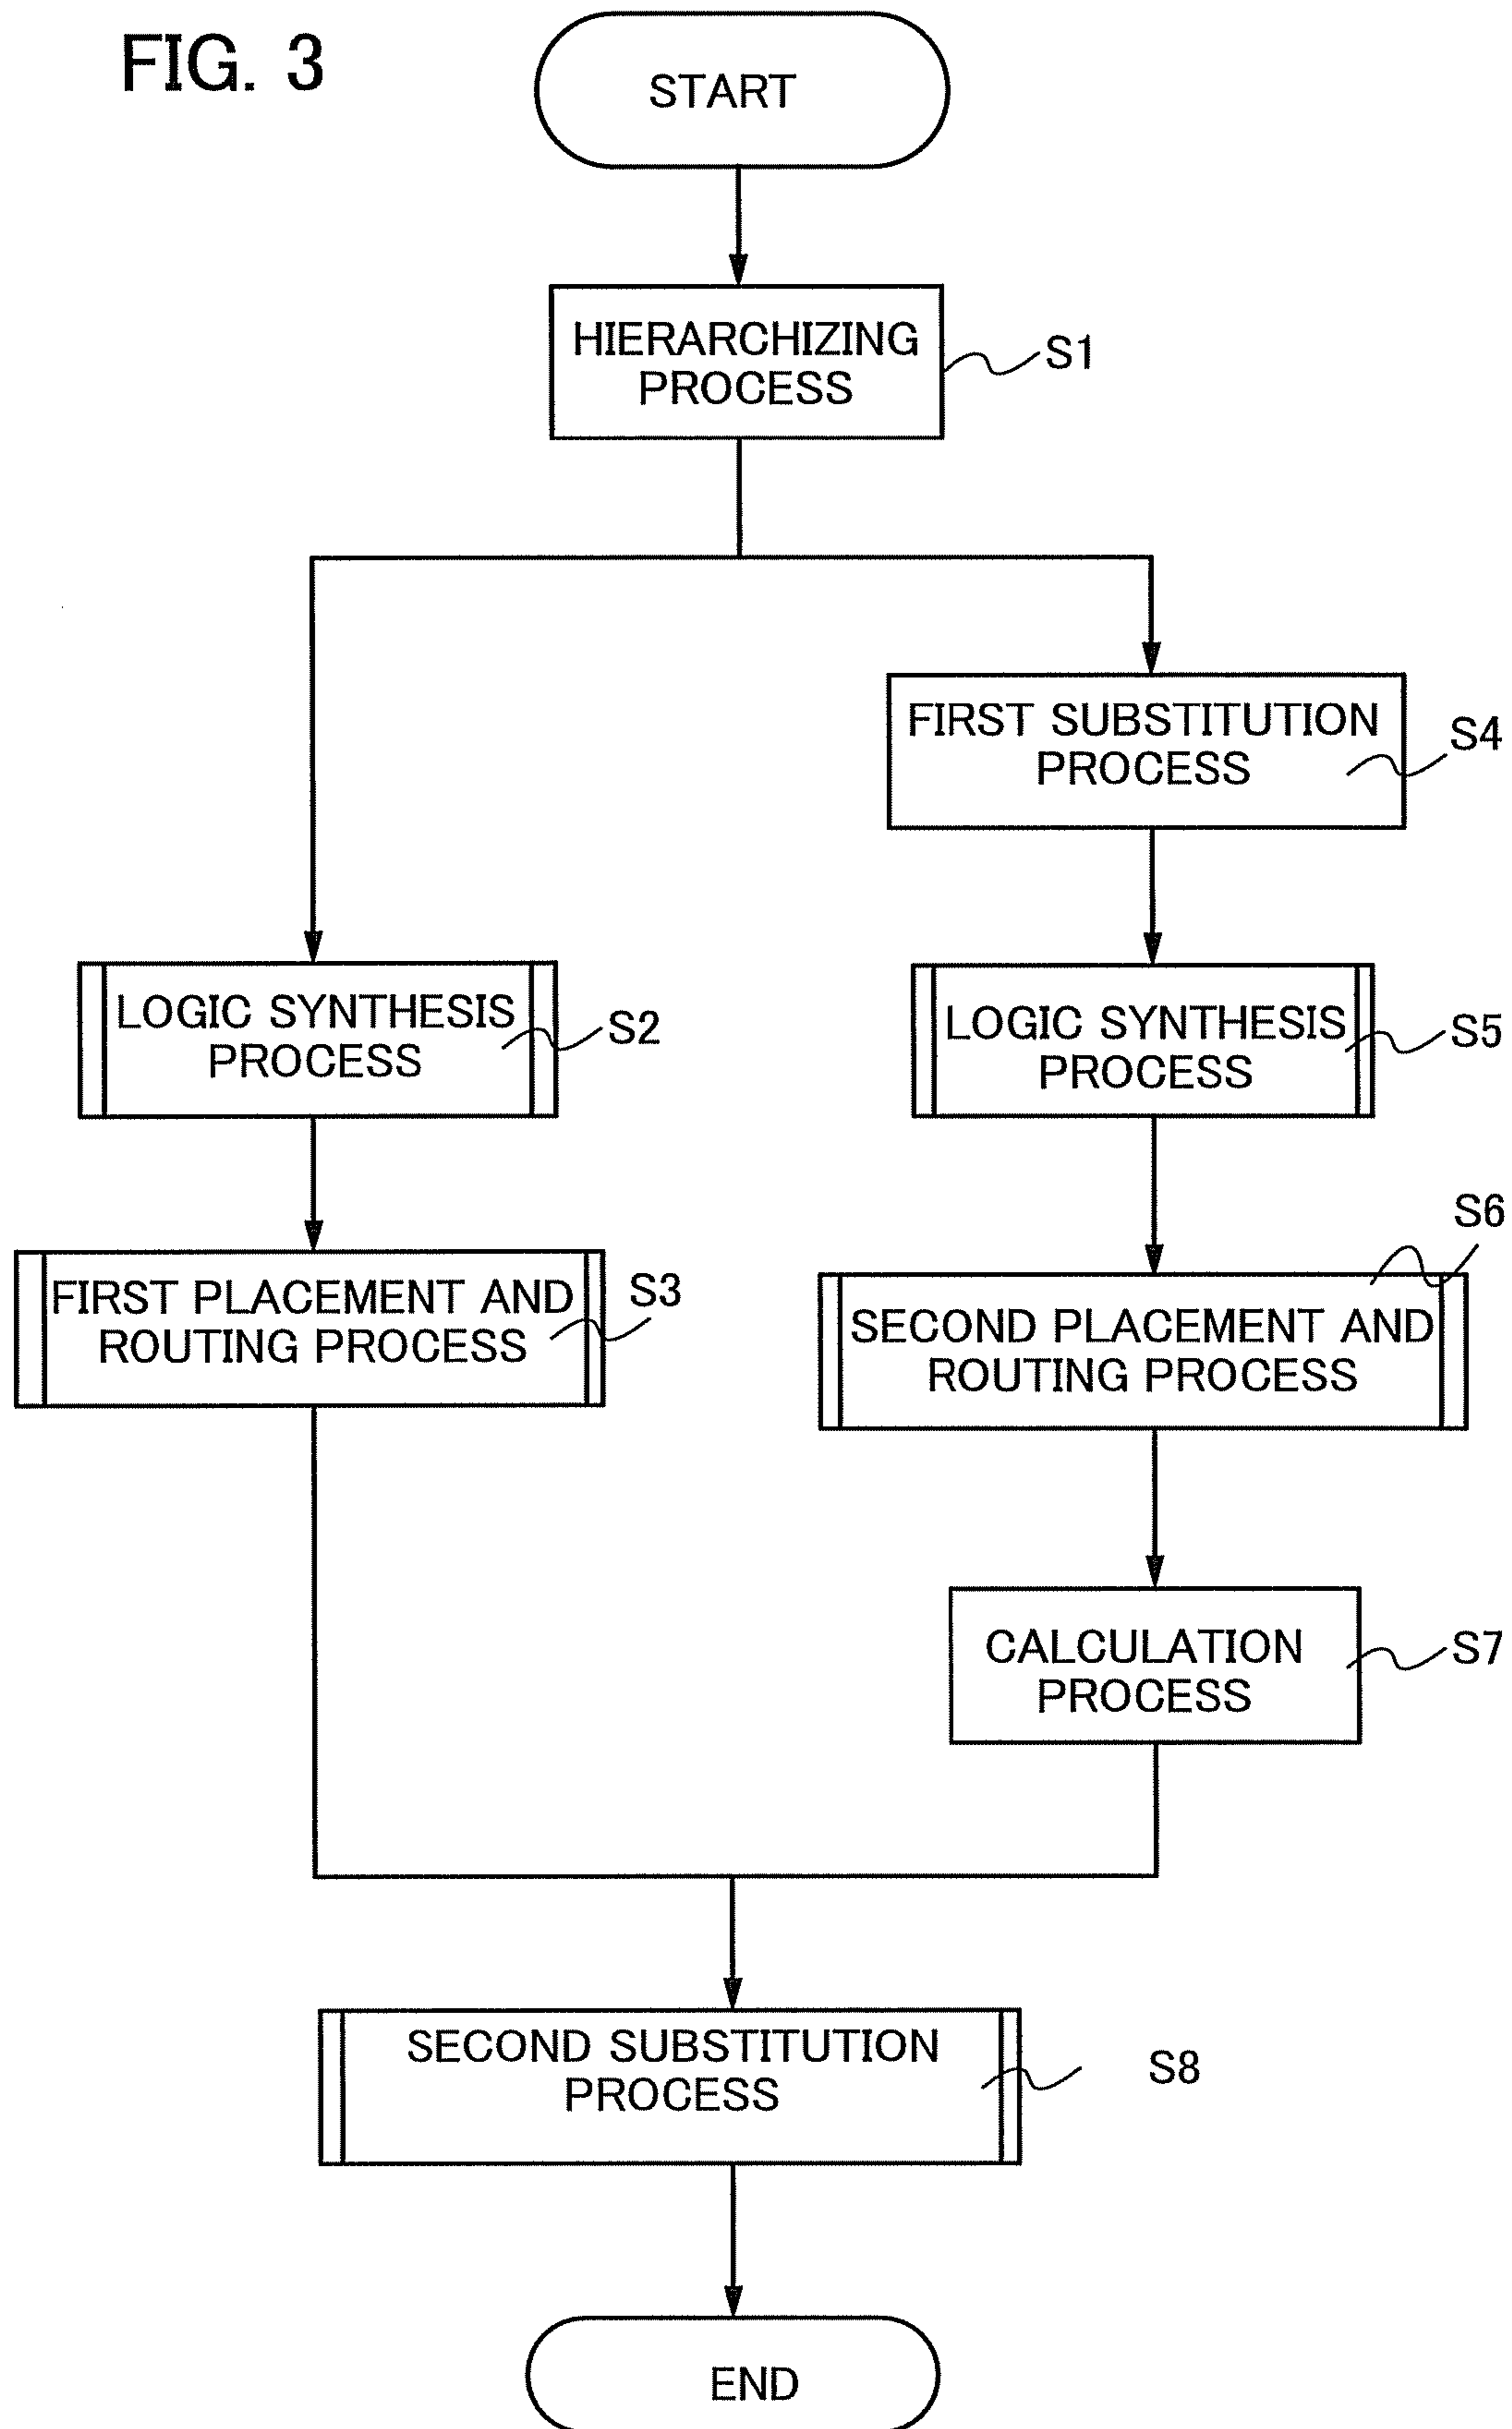 FIG. 3
START
HIERARCHIZING
PROCESS
S1
FIRST SUBSTITUTION
PROCESS
S4
LOGIC SYNTHESIS
PROCESS
S2
LOGIC SYNTHESIS
PROCESS
S5
FIRST PLACEMENT AND
ROUTING PROCESS
S3
SECOND PLACEMENT AND
ROUTING PROCESS
S6
CALCULATION
PROCESS
S7
SECOND SUBSTITUTION
PROCESS
S8
END